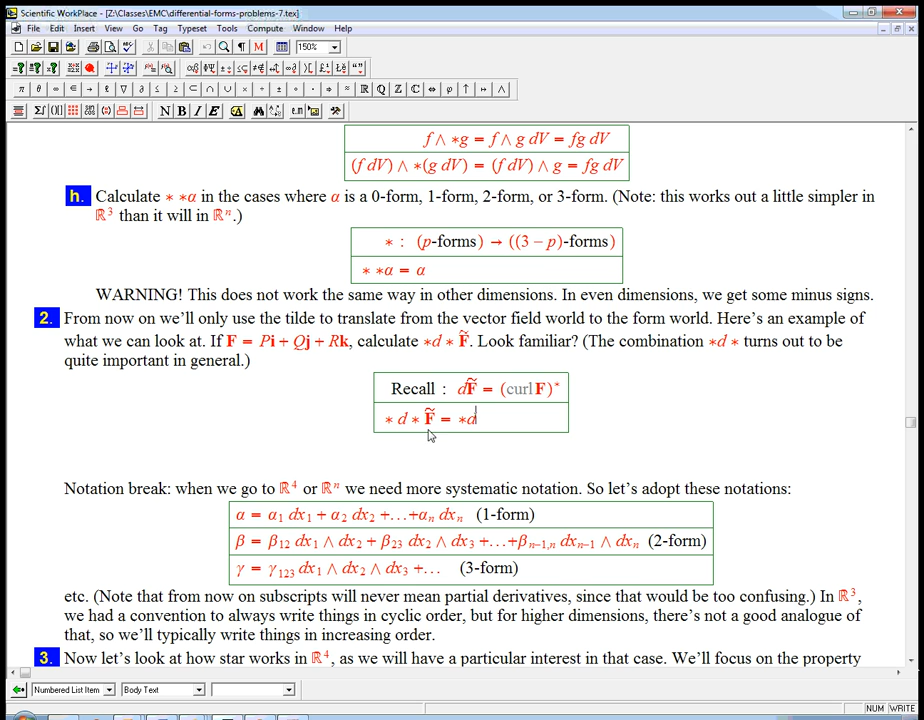 Scientific WorkPlace - [Z:\Classes\EMC\differential-forms-problems-7.tex]
File Edit Insert View Go Tag Typeset Tools Compute Window Help
150%
f ∧ *g = f ∧ g dV = fg dV
(f dV) ∧ *(g dV) = (f dV) ∧ g = fg dV
h. Calculate * *α in the cases where α is a 0-form, 1-form, 2-form, or 3-form. (Note: this works out a little simpler in
ℝ³ than it will in ℝⁿ.)
* : (p-forms) → ((3 − p)-forms)
* *α = α
WARNING! This does not work the same way in other dimensions. In even dimensions, we get some minus signs.
2. From now on we'll only use the tilde to translate from the vector field world to the form world. Here's an example of
what we can look at. If F = Pi + Qj + Rk, calculate *d * F̃. Look familiar? (The combination *d * turns out to be
quite important in general.)
Recall : dF̃ = (curl F)*
* d * F̃ = *d
Notation break: when we go to ℝ⁴ or ℝⁿ we need more systematic notation. So let's adopt these notations:
α = α₁ dx₁ + α₂ dx₂ +…+αₙ dxₙ (1-form)
β = β₁₂ dx₁ ∧ dx₂ + β₂₃ dx₂ ∧ dx₃ +…+βₙ₋₁,ₙ dxₙ₋₁ ∧ dxₙ (2-form)
γ = γ₁₂₃ dx₁ ∧ dx₂ ∧ dx₃ +… (3-form)
etc. (Note that from now on subscripts will never mean partial derivatives, since that would be too confusing.) In ℝ³,
we had a convention to always write things in cyclic order, but for higher dimensions, there's not a good analogue of
that, so we'll typically write things in increasing order.
3. Now let's look at how star works in ℝ⁴, as we will have a particular interest in that case. We'll focus on the property
Numbered List Item Body Text
NUM WRITE